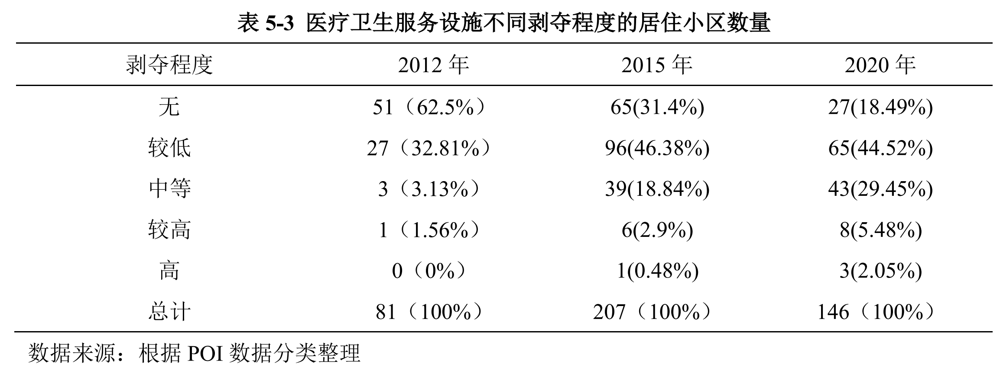 表 5-3 医疗卫生服务设施不同剥夺程度的居住小区数量
剥夺程度 2012 年 2015 年 2020 年
无 51（62.5%） 65(31.4%) 27(18.49%)
较低 27（32.81%） 96(46.38%) 65(44.52%)
中等 3（3.13%） 39(18.84%) 43(29.45%)
较高 1（1.56%） 6(2.9%) 8(5.48%)
高 0（0%） 1(0.48%) 3(2.05%)
总计 81（100%） 207（100%） 146（100%）
数据来源：根据 POI 数据分类整理